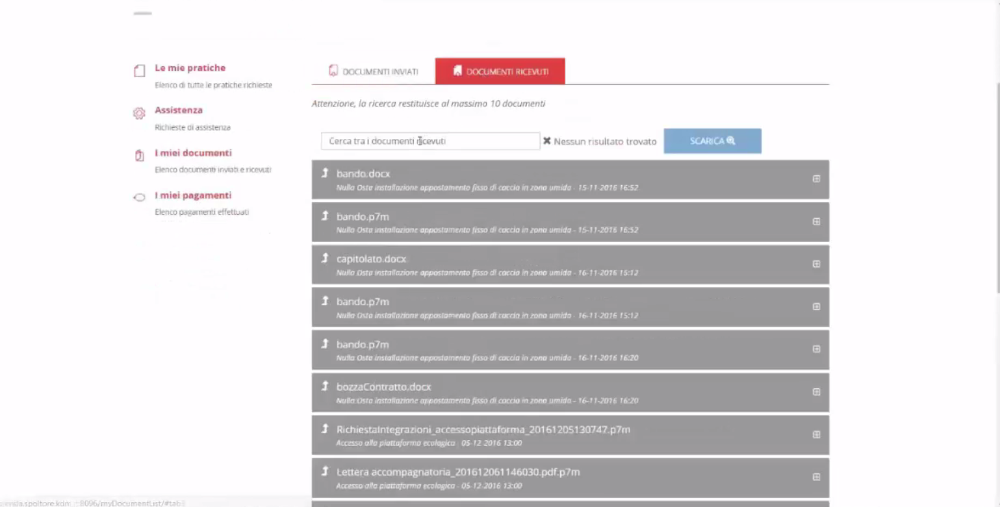 Le mie pratiche
Elenco di tutte le pratiche richieste
Assistenza
Richieste di assistenza
I miei documenti
Elenco documenti inviati e ricevuti
I miei pagamenti
Elenco pagamenti effettuati
DOCUMENTI INVIATI
DOCUMENTI RICEVUTI
Attenzione, la ricerca restituisce al massimo 10 documenti
Cerca tra i documenti ricevuti
Nessun risultato trovato
SCARICA
bando.docx
Nulla Osta installazione appostamento fisso di caccia in zona umida - 15-11-2016 16:52
bando.p7m
Nulla Osta installazione appostamento fisso di caccia in zona umida - 15-11-2016 16:52
capitolato.docx
Nulla Osta installazione appostamento fisso di caccia in zona umida - 16-11-2016 15:12
bando.p7m
Nulla Osta installazione appostamento fisso di caccia in zona umida - 16-11-2016 15:12
bando.p7m
Nulla Osta installazione appostamento fisso di caccia in zona umida - 16-11-2016 16:20
bozzaContratto.docx
Nulla Osta installazione appostamento fisso di caccia in zona umida - 16-11-2016 16:20
RichiestaIntegrazioni_accessopiattaforma_20161205130747.p7m
Accesso alla piattaforma ecologica - 05-12-2016 13:00
Lettera accompagnatoria_201612061146030.pdf.p7m
Accesso alla piattaforma ecologica - 05-12-2016 13:00